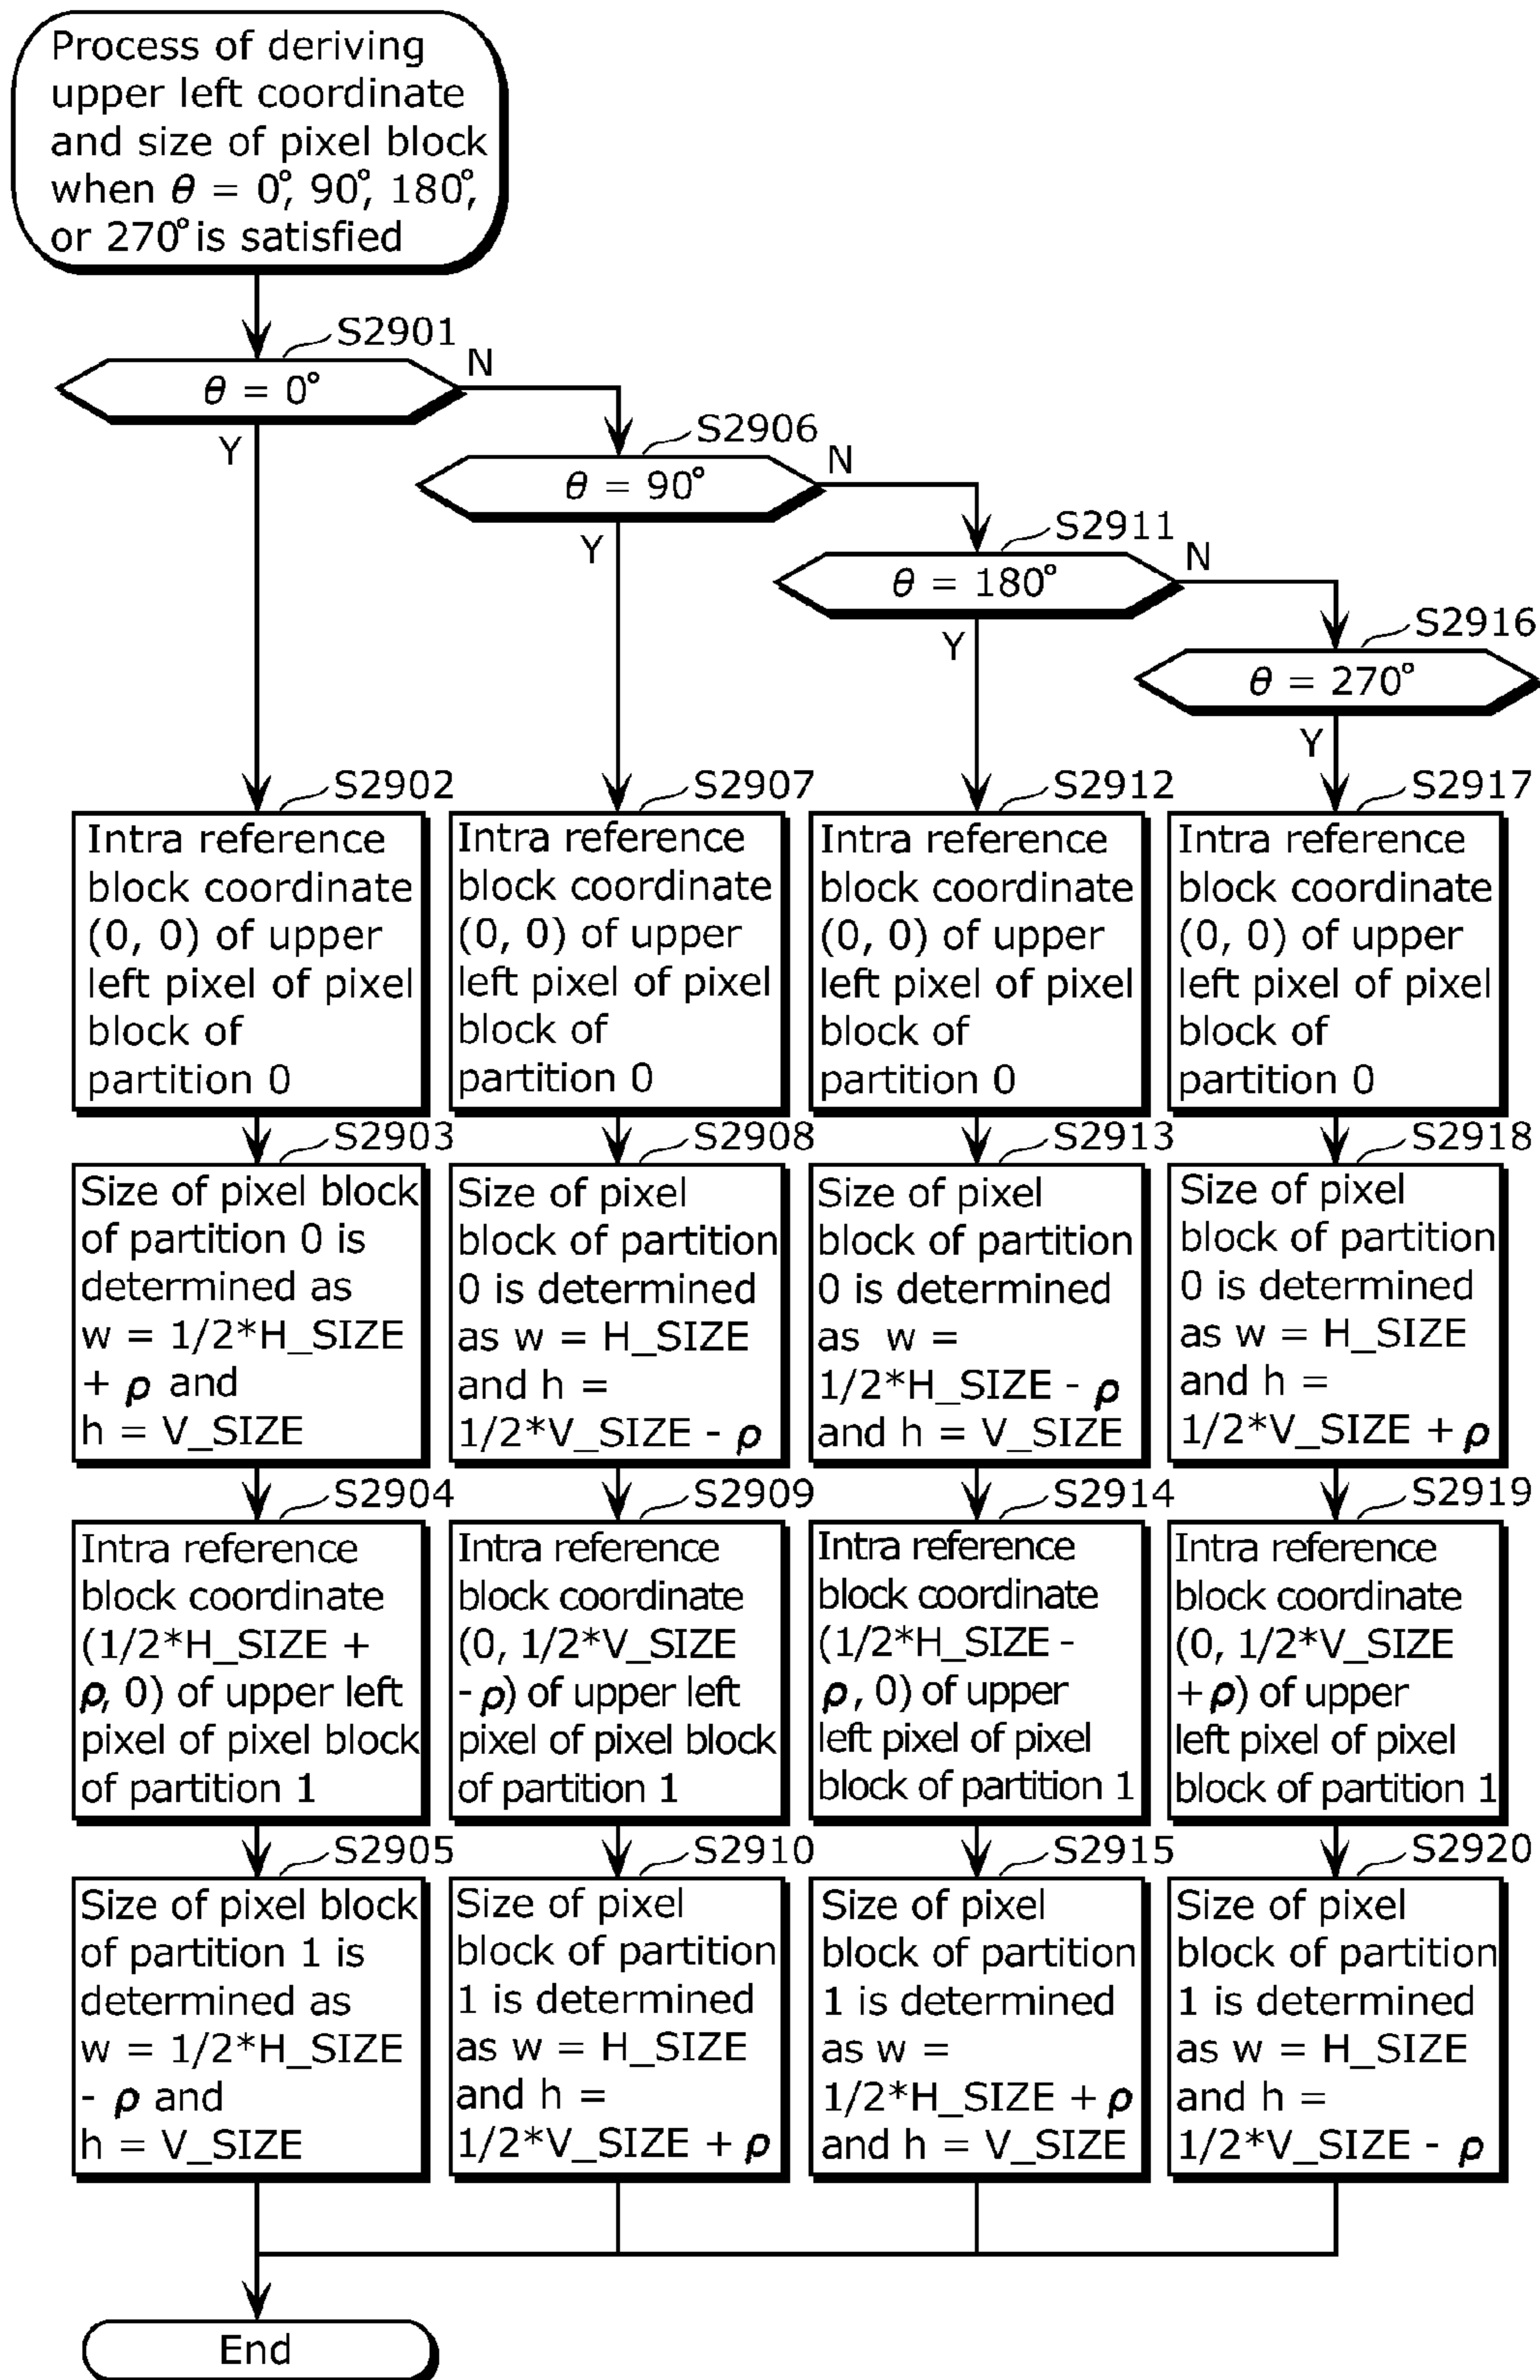 Process of deriving
upper left coordinate
and size of pixel block
when θ = 0°, 90°, 180°,
or 270° is satisfied
S2901
θ = 0°
N
Y
S2906
θ = 90°
N
Y
S2911
θ = 180°
N
Y
S2916
θ = 270°
Y
S2902
Intra reference
block coordinate
(0, 0) of upper
left pixel of pixel
block of
partition 0
S2903
Size of pixel block
of partition 0 is
determined as
w = 1/2*H_SIZE
+ ρ and
h = V_SIZE
S2904
Intra reference
block coordinate
(1/2*H_SIZE +
ρ, 0) of upper left
pixel of pixel block
of partition 1
S2905
Size of pixel block
of partition 1 is
determined as
w = 1/2*H_SIZE
- ρ and
h = V_SIZE
S2907
Intra reference
block coordinate
(0, 0) of upper
left pixel of pixel
block of
partition 0
S2908
Size of pixel
block of partition
0 is determined
as w = H_SIZE
and h =
1/2*V_SIZE - ρ
S2909
Intra reference
block coordinate
(0, 1/2*V_SIZE
- ρ) of upper left
pixel of pixel block
of partition 1
S2910
Size of pixel
block of partition
1 is determined
as w = H_SIZE
and h =
1/2*V_SIZE + ρ
S2912
Intra reference
block coordinate
(0, 0) of upper
left pixel of pixel
block of
partition 0
S2913
Size of pixel
block of partition
0 is determined
as w =
1/2*H_SIZE - ρ
and h = V_SIZE
S2914
Intra reference
block coordinate
(1/2*H_SIZE -
ρ , 0) of upper
left pixel of pixel
block of partition 1
S2915
Size of pixel
block of partition
1 is determined
as w =
1/2*H_SIZE + ρ
and h = V_SIZE
S2917
Intra reference
block coordinate
(0, 0) of upper
left pixel of pixel
block of
partition 0
S2918
Size of pixel
block of partition
0 is determined
as w = H_SIZE
and h =
1/2*V_SIZE + ρ
S2919
Intra reference
block coordinate
(0, 1/2*V_SIZE
+ ρ) of upper
left pixel of pixel
block of partition 1
S2920
Size of pixel
block of partition
1 is determined
as w = H_SIZE
and h =
1/2*V_SIZE - ρ
End